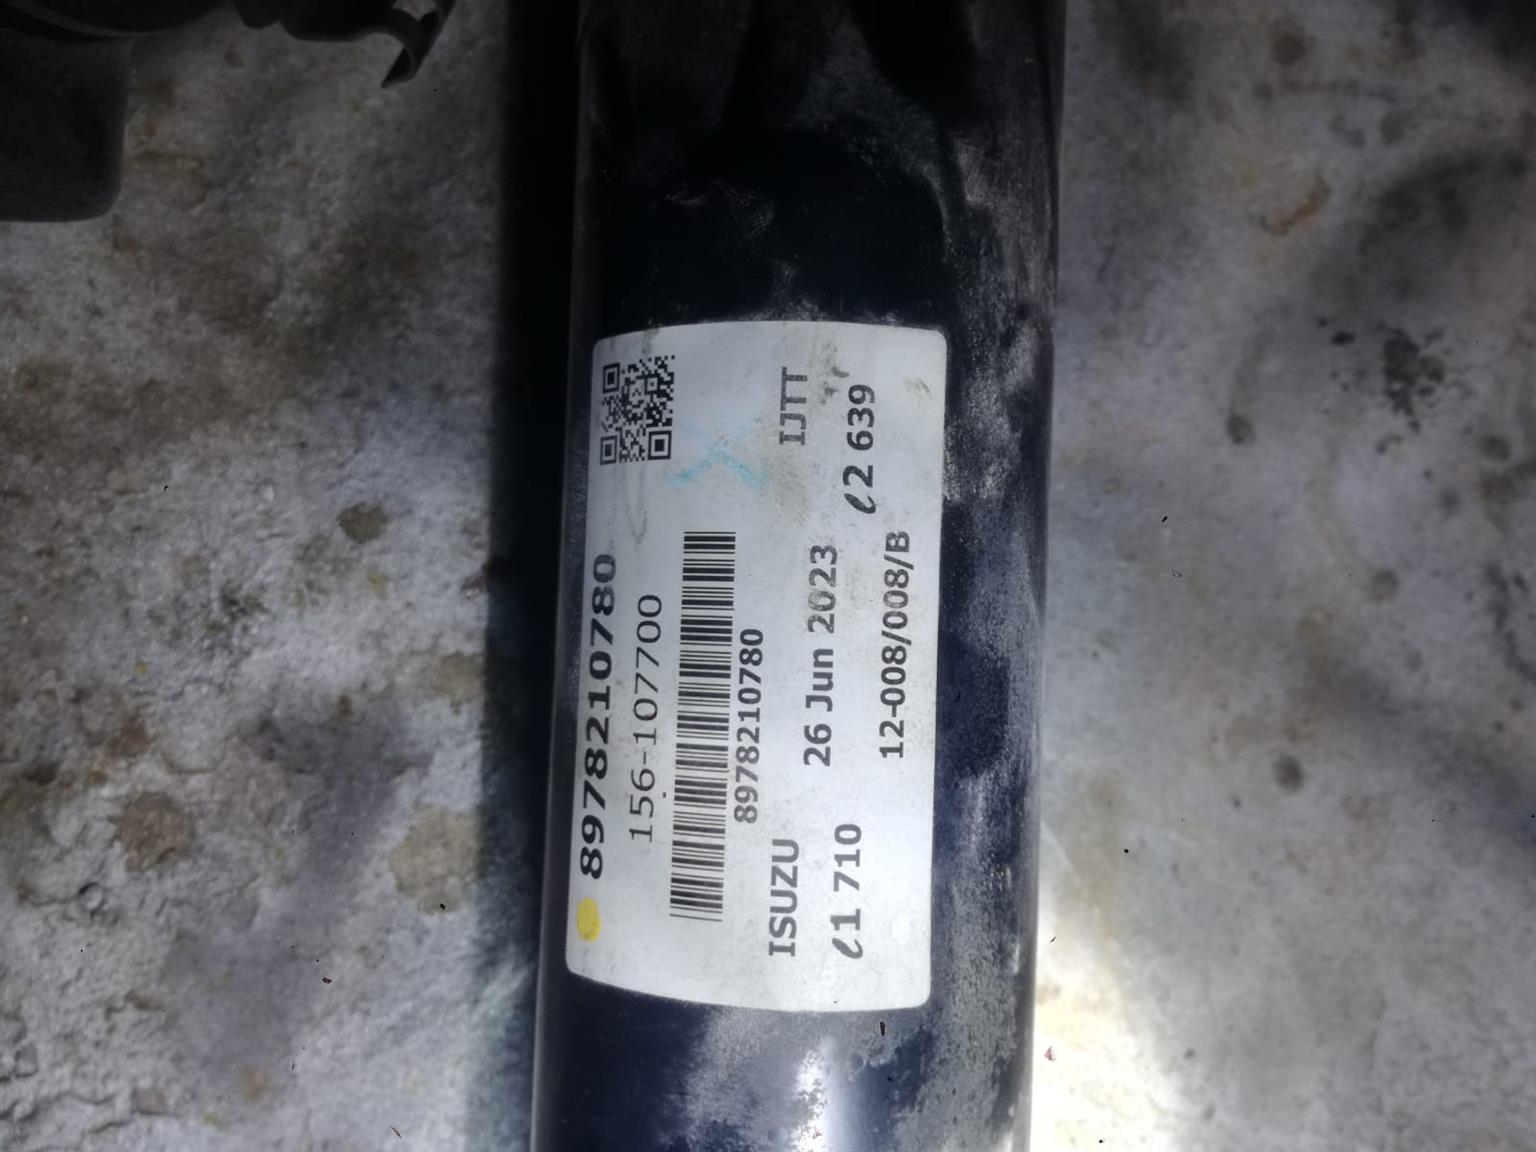 8978210780
156-107700
8978210780
ISUZU IJTT
26 Jun 2023
ℓ1 710 ℓ2 639
12-008/008/B